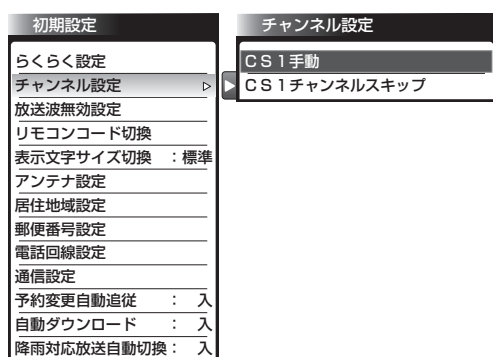 初期設定
らくらく設定
チャンネル設定
放送波無効設定
リモコンコード切換
表示文字サイズ切換 ：標準
アンテナ設定
居住地域設定
郵便番号設定
電話回線設定
通信設定
予約変更自動追従 ： 入
自動ダウンロード ： 入
降雨対応放送自動切換： 入
チャンネル設定
ＣＳ１手動
ＣＳ１チャンネルスキップ